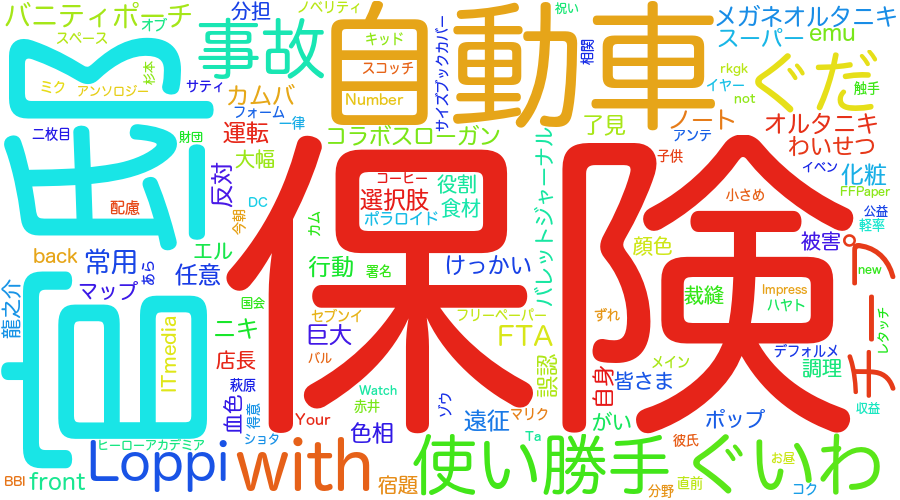 バニティポーチ
オブ
スペース
ミク
アンソロジー
杉本
サティ
分担
ノベリティ
事故
キッド
スコッチ
Number
自動車
サイズブックカバー
祝い
相関
メガネオルタニキ
スーパー
emu
rkgk
イヤー
not
触手
ぐだ
カムバ
フォーム
一律
運転
大幅
コラボスローガン
了見
ノート
アンテ
オルタニキ
わいせつ
二枚目
財団
配慮
反対
DC
今朝
カム
コーヒー
選択肢
ポラロイド
役割
食材
バレットジャーナル
子供
小さめ
イベン
化粧
FFPaper
公益
軽率
back
常用
あら
エル
任意
マップ
国会
行動
署名
けっかい
顔色
被害
裁縫
Impress
ハヤト
new
レタッチ
チープ
龍之介
ITmedia
ニキ
セブンイ
巨大
フリーペーパー
FTA
ずれ
店長
バル
誤認
自身
メイン
デフォルメ
調理
萩原
血色
得意
Watch
赤井
ゾウ
皆さま
収益
Your
色相
遠征
マリク
がい
ポップ
Ta
彼氏
ヒーローアカデミア
ショタ
保険
BBI
front
Loppi
with
宿題
使い勝手
分野
直前
ぐいわ
お昼
コク